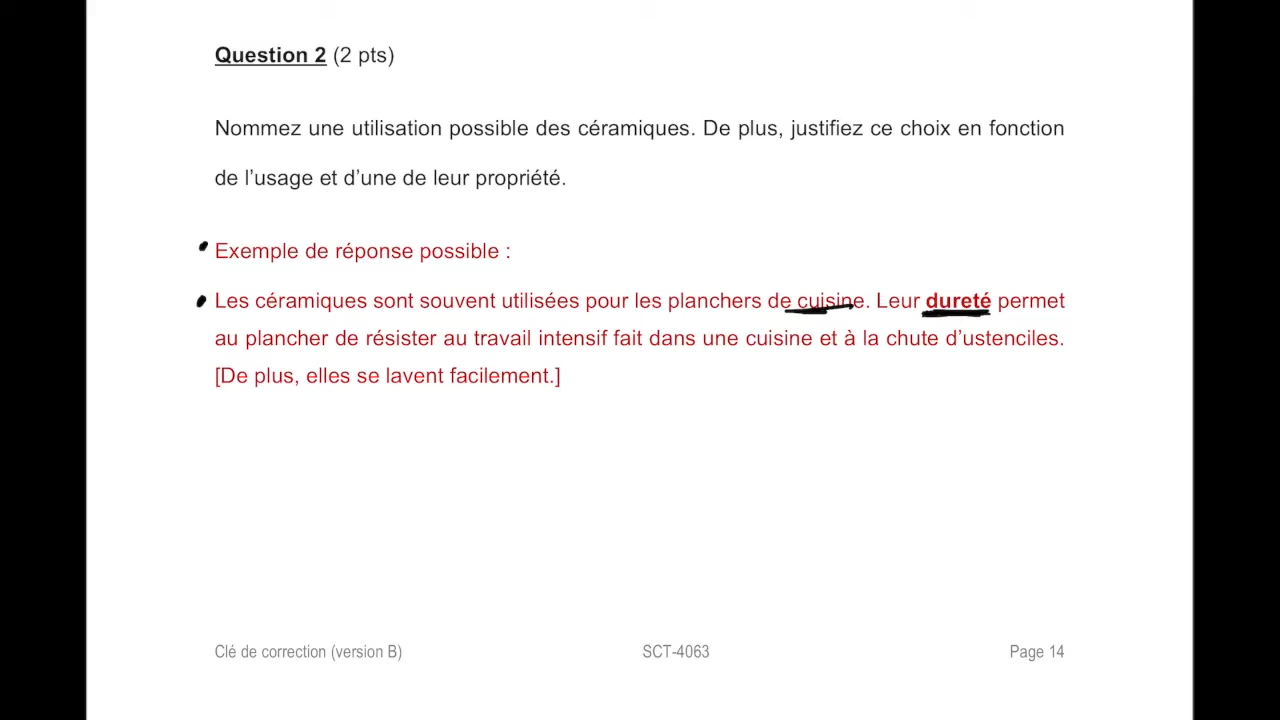 Question 2 (2 pts)
Nommez une utilisation possible des céramiques. De plus, justifiez ce choix en fonction
de l’usage et d’une de leur propriété.
Exemple de réponse possible :
Les céramiques sont souvent utilisées pour les planchers de cuisine. Leur dureté permet
au plancher de résister au travail intensif fait dans une cuisine et à la chute d’ustenciles.
[De plus, elles se lavent facilement.]
Clé de correction (version B) SCT-4063 Page 14